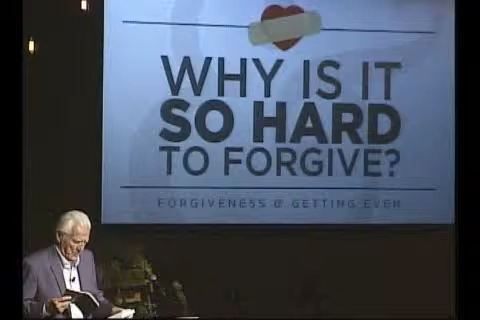 WHY IS IT
SO HARD
TO FORGIVE?
FORGIVENESS @ GETTING EVEN